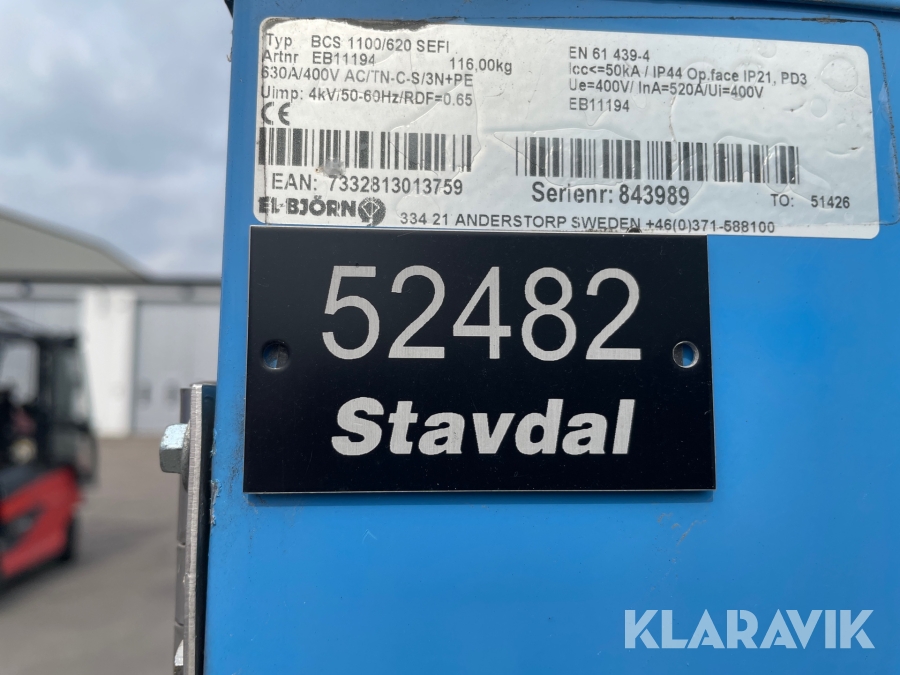 Typ BCS 1100/620 SEFI
Artnr EB11194 116,00kg
630A/400V AC/TN-C-S/3N+PE
Uimp: 4kV/50-60Hz/RDF=0.65
CE
EN 61 439-4
Icc<=50kA / IP44 Op.face IP21, PD3
Ue=400V/ InA=520A/Ui=400V
EB11194
EAN: 7332813013759
Serienr: 843989
TO: 51426
EL-BJÖRN
334 21 ANDERSTORP SWEDEN +46(0)371-588100
52482
Stavdal
KLARAVIK